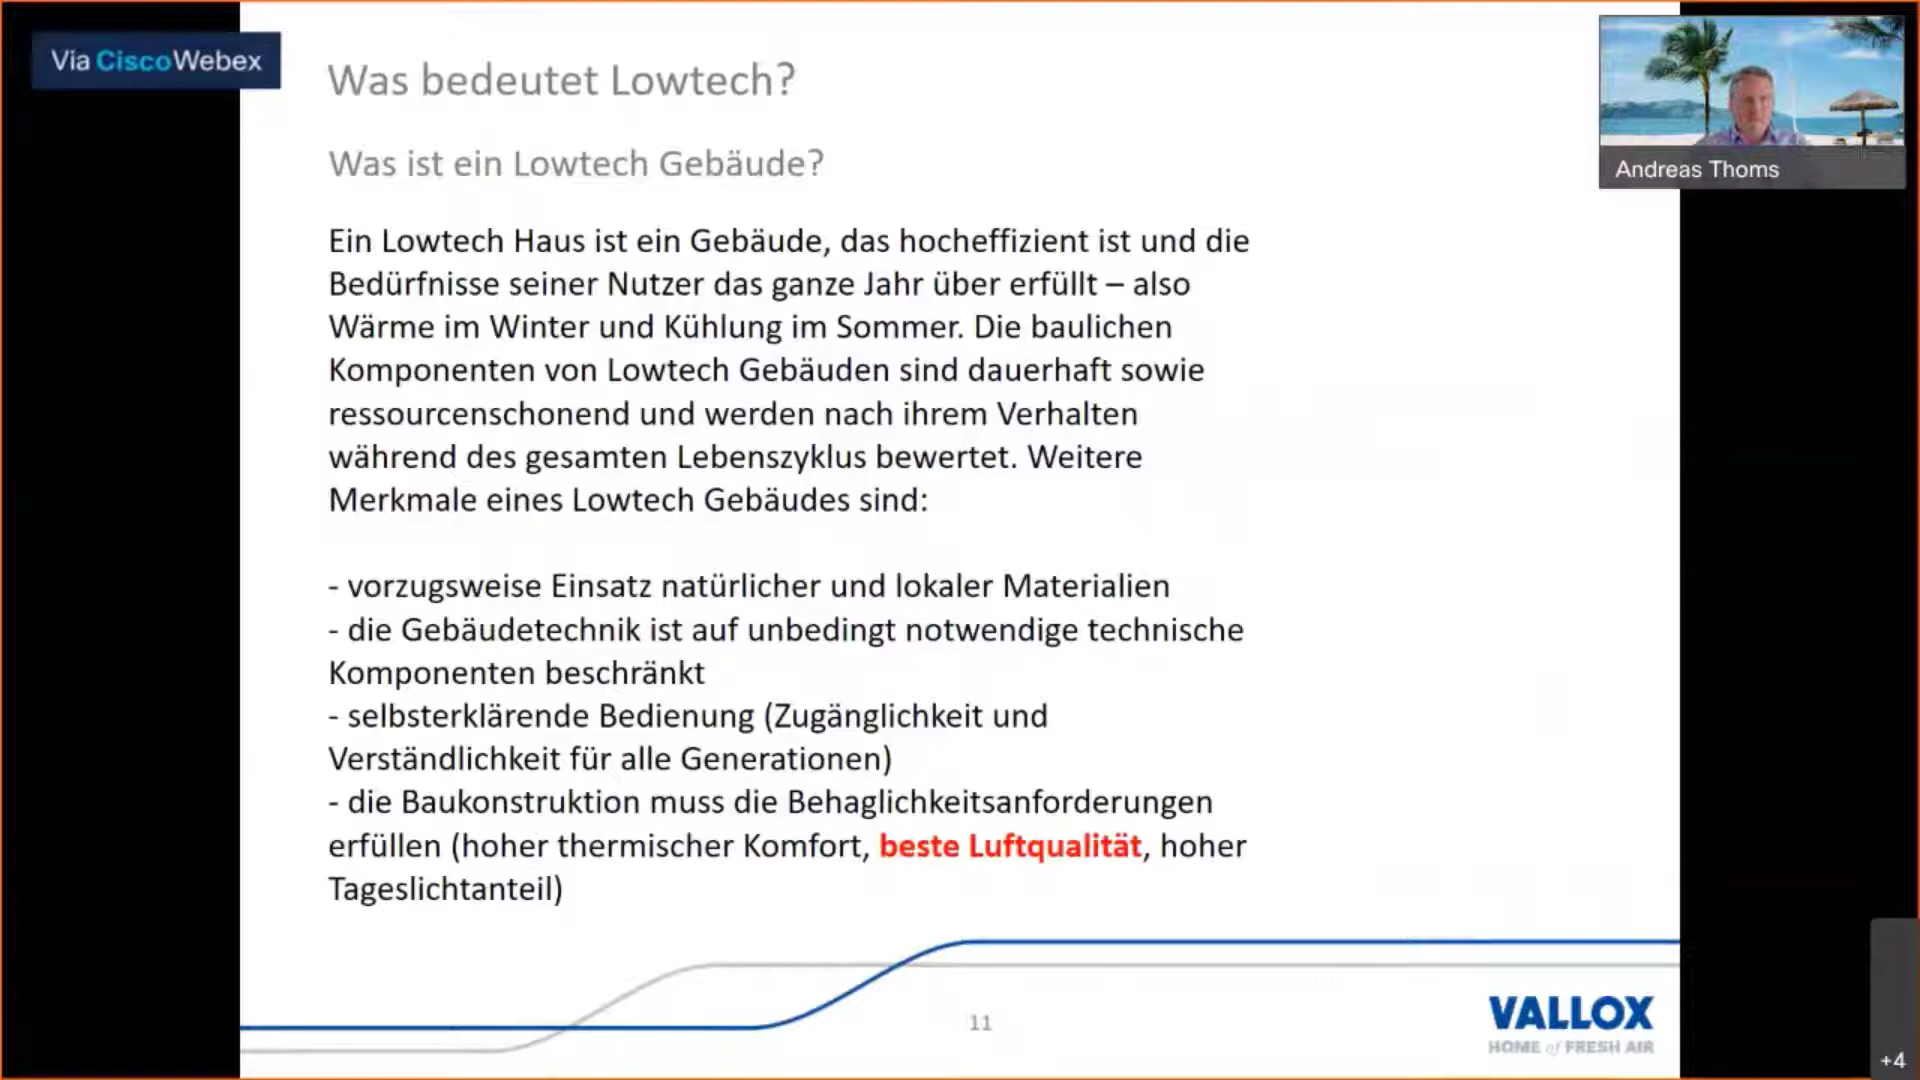 Via CiscoWebex
Was bedeutet Lowtech?
Was ist ein Lowtech Gebäude?
Andreas Thoms
Ein Lowtech Haus ist ein Gebäude, das hocheffizient ist und die
Bedürfnisse seiner Nutzer das ganze Jahr über erfüllt – also
Wärme im Winter und Kühlung im Sommer. Die baulichen
Komponenten von Lowtech Gebäuden sind dauerhaft sowie
ressourcenschonend und werden nach ihrem Verhalten
während des gesamten Lebenszyklus bewertet. Weitere
Merkmale eines Lowtech Gebäudes sind:
- vorzugsweise Einsatz natürlicher und lokaler Materialien
- die Gebäudetechnik ist auf unbedingt notwendige technische
Komponenten beschränkt
- selbsterklärende Bedienung (Zugänglichkeit und
Verständlichkeit für alle Generationen)
- die Baukonstruktion muss die Behaglichkeitsanforderungen
erfüllen (hoher thermischer Komfort, beste Luftqualität, hoher
Tageslichtanteil)
11
VALLOX
HOME of FRESH AIR
+4